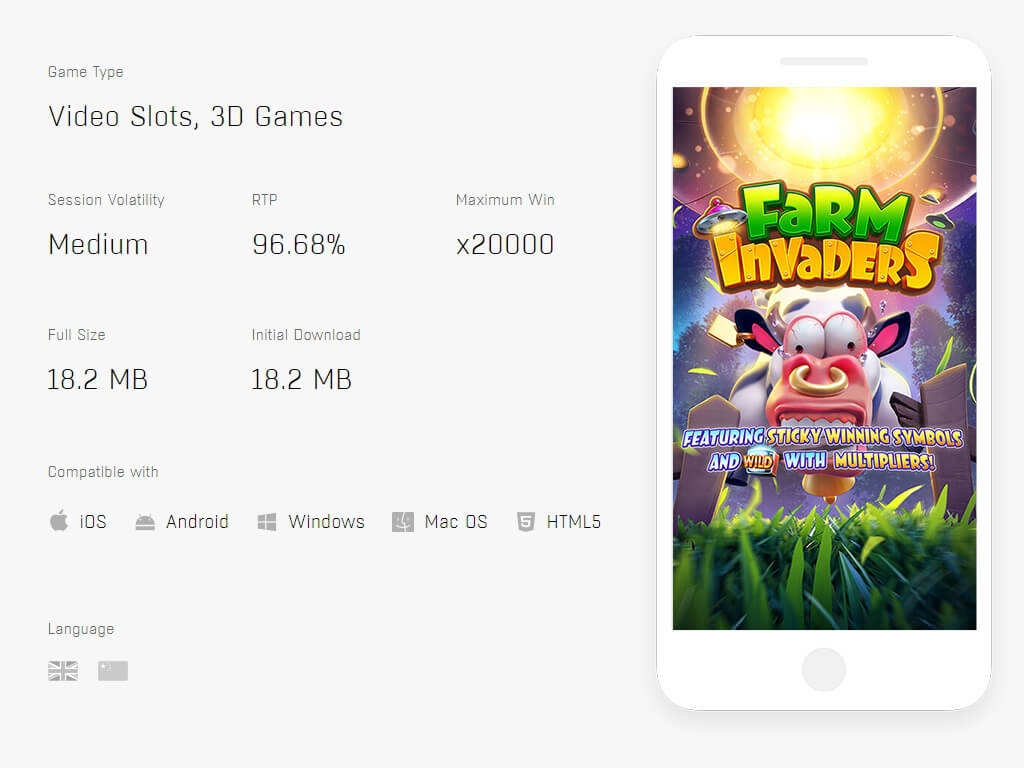 Game Type
Video Slots, 3D Games
Session Volatility
RTP
Maximum Win
Medium
96.68%
x20000
Full Size
Initial Download
18.2 MB
18.2 MB
Compatible with
iOS
Android
Windows
Mac OS
HTML5
Language
FARM
INVADERS
FEATURING STICKY WINNING SYMBOLS
AND WILD WITH MULTIPLIERS!